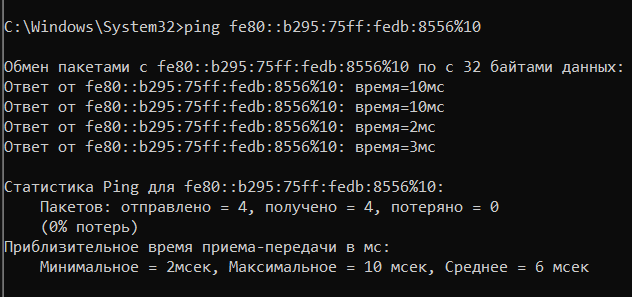 C:\Windows\System32>ping fe80::b295:75ff:fedb:8556%10
Обмен пакетами с fe80::b295:75ff:fedb:8556%10 по с 32 байтами данных:
Ответ от fe80::b295:75ff:fedb:8556%10: время=10мс
Ответ от fe80::b295:75ff:fedb:8556%10: время=10мс
Ответ от fe80::b295:75ff:fedb:8556%10: время=2мс
Ответ от fe80::b295:75ff:fedb:8556%10: время=3мс
Статистика Ping для fe80::b295:75ff:fedb:8556%10:
Пакетов: отправлено = 4, получено = 4, потеряно = 0
(0% потерь)
Приблизительное время приема-передачи в мс:
Минимальное = 2мсек, Максимальное = 10 мсек, Среднее = 6 мсек